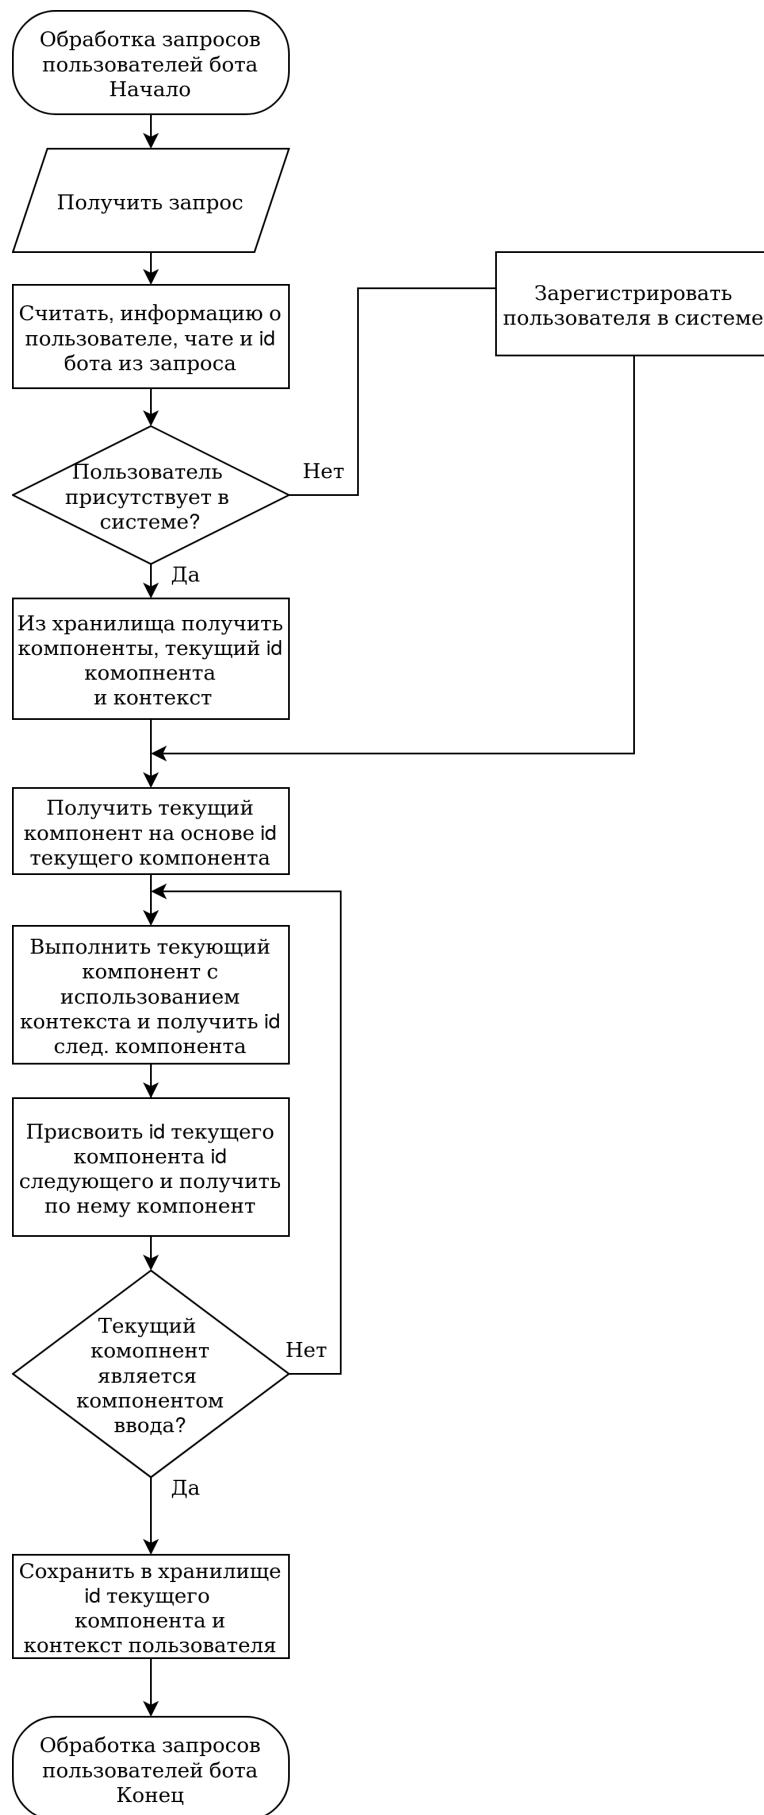 Обработка запросов
пользователей бота
Начало
Получить запрос
Считать, информацию о
пользователе, чате и id
бота из запроса
Зарегистрировать
пользователя в системе
Пользователь
присутствует в
системе?
Нет
Да
Из хранилища получить
компоненты, текущий id
комопнента
и контекст
Получить текущий
компонент на основе id
текущего компонента
Выполнить текующий
компонент с
использованием
контекста и получить id
след. компонента
Присвоить id текущего
компонента id
следующего и получить
по нему компонент
Текущий
комопнент
является
компонентом
ввода?
Нет
Да
Сохранить в хранилище
id текущего
компонента и
контекст пользователя
Обработка запросов
пользователей бота
Конец